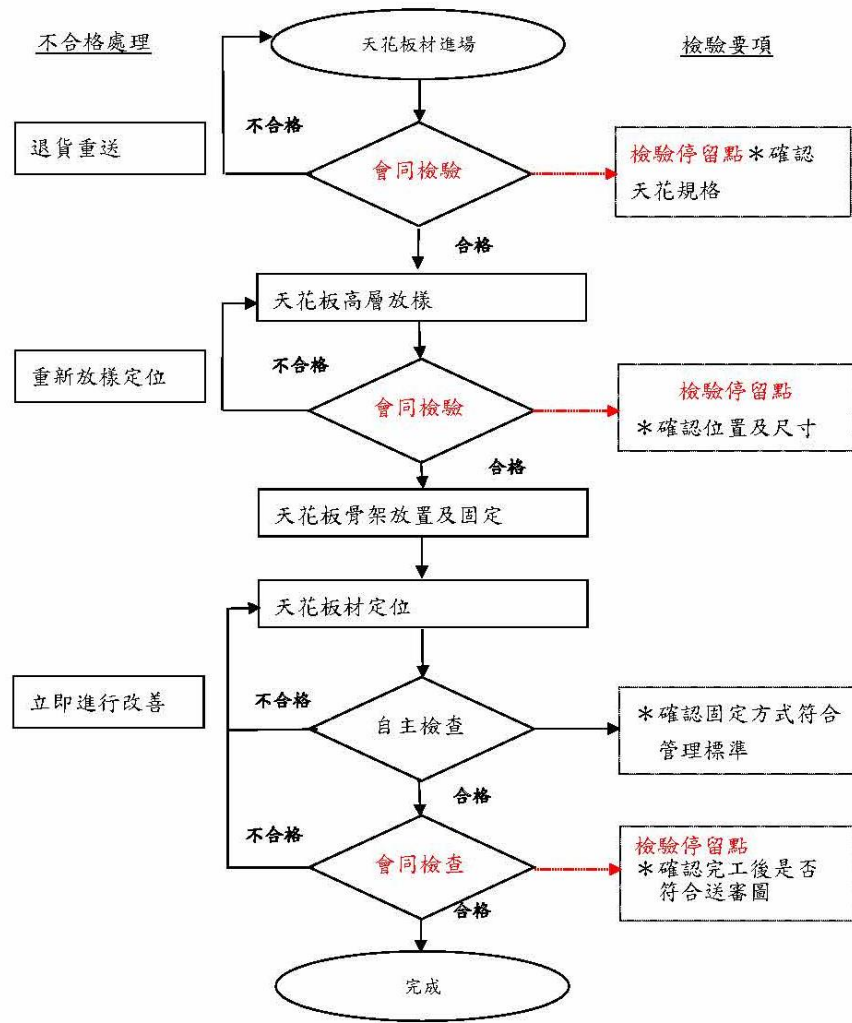 不合格處理
天花板材進場
檢驗要項
不合格
退貨重送
會同檢驗
檢驗停留點＊確認
天花規格
合格
天花板高層放樣
不合格
重新放樣定位
會同檢驗
檢驗停留點
＊確認位置及尺寸
合格
天花板骨架放置及固定
天花板材定位
立即進行改善
不合格
自主檢查
＊確認固定方式符合
管理標準
合格
不合格
會同檢查
檢驗停留點
＊確認完工後是否
符合送審圖
合格
完成